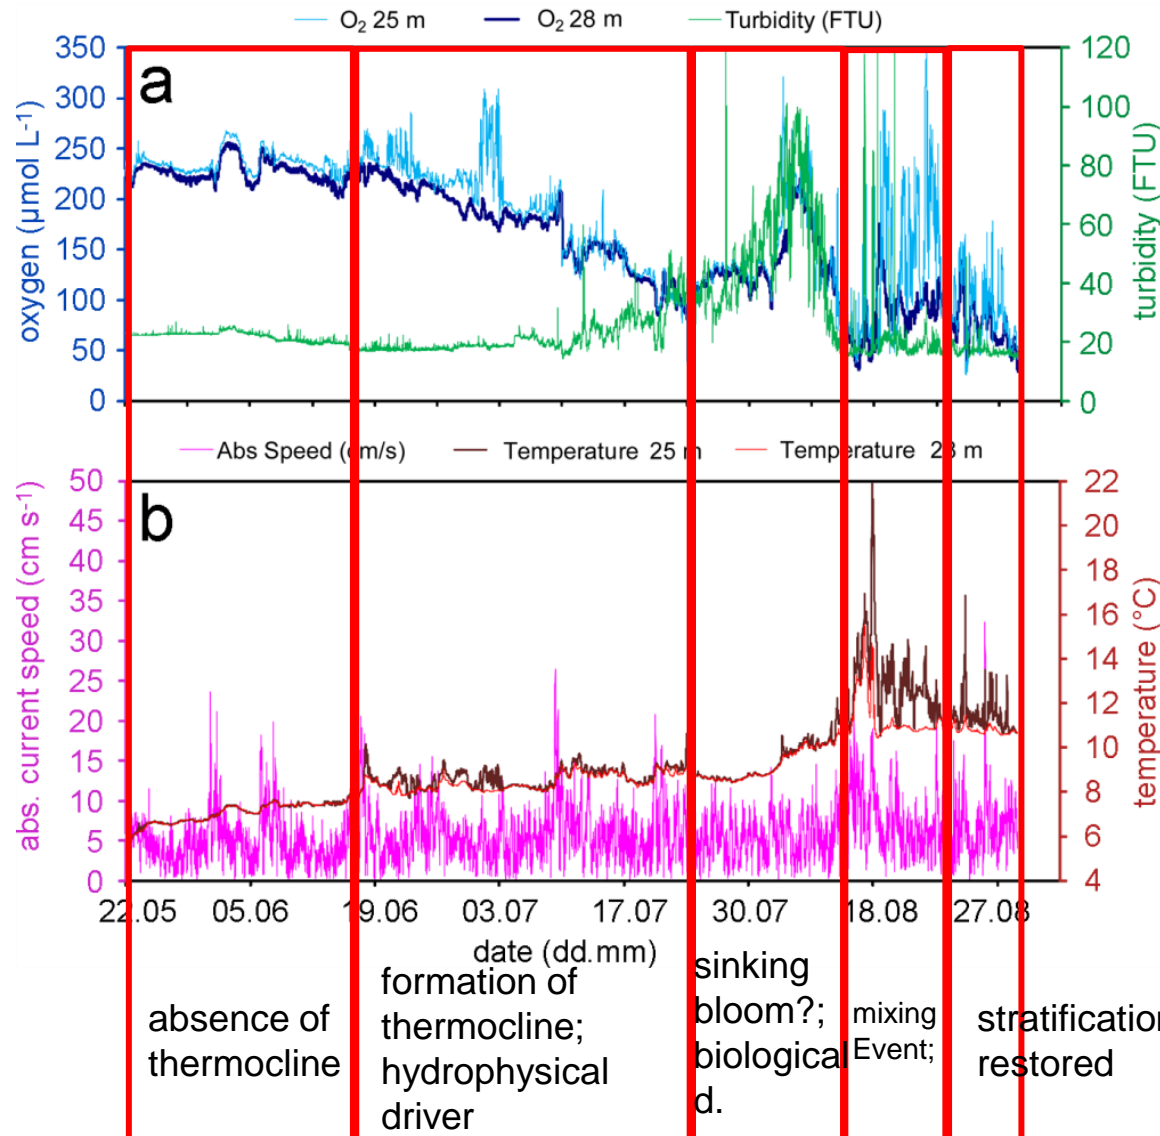 O2 25 m O2 28 m Turbidity (FTU)
a
oxygen (µmol L-1)
350
300
250
200
150
100
50
0
turbidity (FTU)
120
100
80
60
40
20
0
Abs Speed (cm/s) Temperature 25 m Temperature 28 m
b
abs. current speed (cm s-1)
50
45
40
35
30
25
20
15
10
5
0
temperature (°C)
22
20
18
16
14
12
10
8
6
4
22.05 05.06 19.06 03.07 17.07 30.07 18.08 27.08
date (dd.mm)
absence of
thermocline
formation of
thermocline;
hydrophysical
driver
sinking
bloom?;
biological
d.
mixing
Event;
stratification
restored